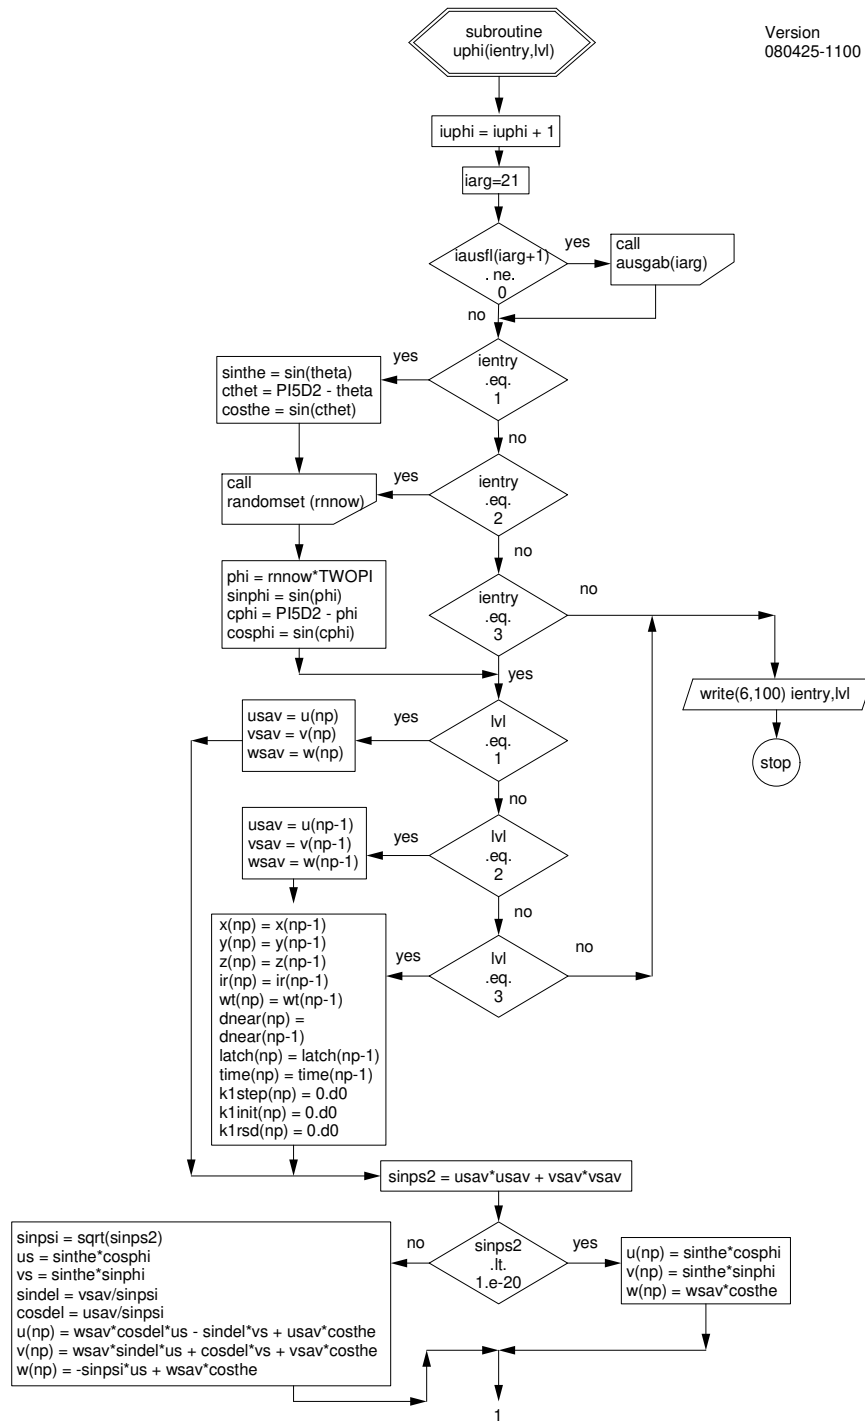 subroutine
uphi(ientry,lvl)
Version
080425-1100
iuphi = iuphi + 1
iarg=21
iausfl(iarg+1)
. ne.
0
yes
call
ausgab(iarg)
no
ientry
.eq.
1
yes
sinthe = sin(theta)
cthet = PI5D2 - theta
costhe = sin(cthet)
no
ientry
.eq.
2
yes
call
randomset (rnnow)
no
phi = rnnow*TWOPI
sinphi = sin(phi)
cphi = PI5D2 - phi
cosphi = sin(cphi)
ientry
.eq.
3
no
yes
write(6,100) ientry,lvl
stop
lvl
.eq.
1
yes
usav = u(np)
vsav = v(np)
wsav = w(np)
no
lvl
.eq.
2
yes
usav = u(np-1)
vsav = v(np-1)
wsav = w(np-1)
no
lvl
.eq.
3
yes
no
x(np) = x(np-1)
y(np) = y(np-1)
z(np) = z(np-1)
ir(np) = ir(np-1)
wt(np) = wt(np-1)
dnear(np) =
dnear(np-1)
latch(np) = latch(np-1)
time(np) = time(np-1)
k1step(np) = 0.d0
k1init(np) = 0.d0
k1rsd(np) = 0.d0
sinps2 = usav*usav + vsav*vsav
sinps2
.lt.
1.e-20
no
yes
sinpsi = sqrt(sinps2)
us = sinthe*cosphi
vs = sinthe*sinphi
sindel = vsav/sinpsi
cosdel = usav/sinpsi
u(np) = wsav*cosdel*us - sindel*vs + usav*costhe
v(np) = wsav*sindel*us + cosdel*vs + vsav*costhe
w(np) = -sinpsi*us + wsav*costhe
u(np) = sinthe*cosphi
v(np) = sinthe*sinphi
w(np) = wsav*costhe
1